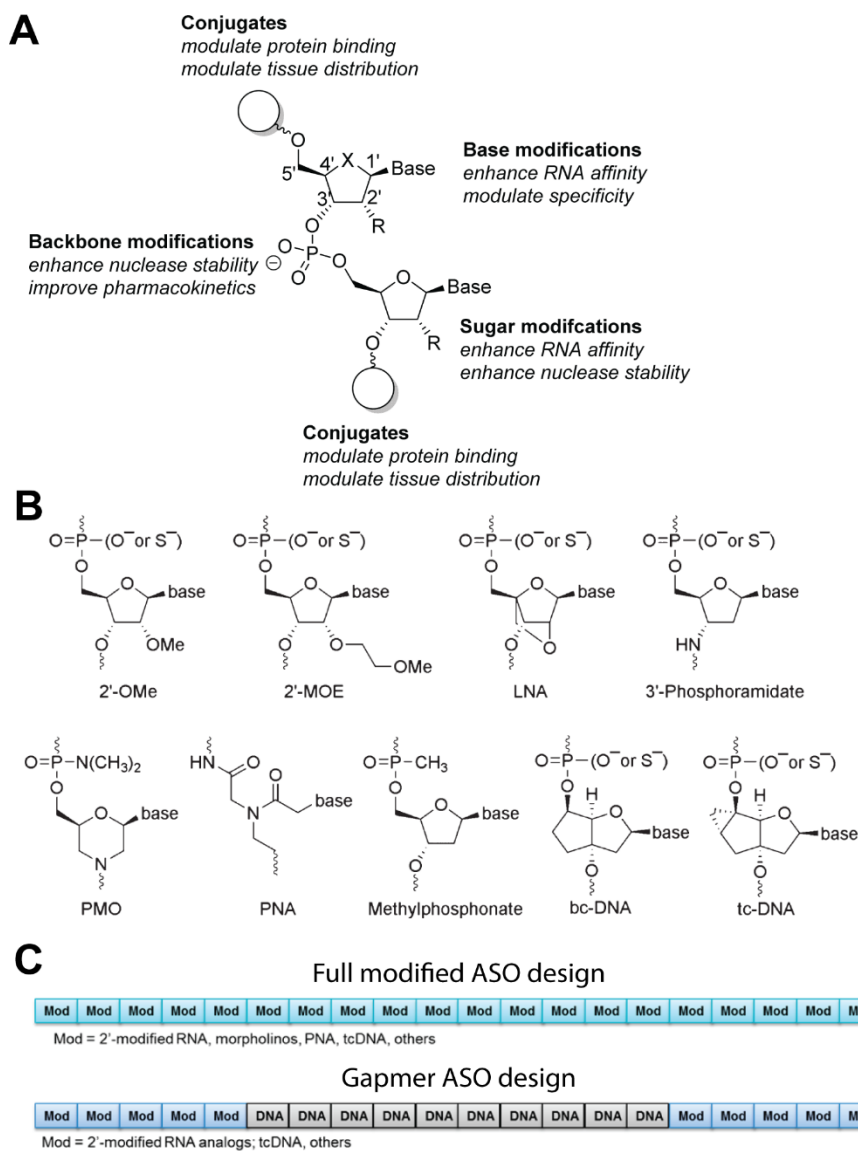 A
Conjugates
modulate protein binding
modulate tissue distribution
O
5'
4' X 1' Base
3' 2'
O R
Base modifications
enhance RNA affinity
modulate specificity
Backbone modifications
enhance nuclease stability
improve pharmacokinetics
O P O O Base
⊖ O
O R
Sugar modifcations
enhance RNA affinity
enhance nuclease stability
Conjugates
modulate protein binding
modulate tissue distribution
B
O=P–(O⁻or S⁻)
O
O base
O OMe
2'-OMe
O=P–(O⁻or S⁻)
O
O base
O O OMe
2'-MOE
O=P–(O⁻or S⁻)
O
O base
O O
LNA
O=P–(O⁻or S⁻)
O
O base
HN
3'-Phosphoramidate
O=P–N(CH₃)₂
O
O base
N
PMO
HN O O
N base
PNA
O=P–CH₃
O
O base
O
Methylphosphonate
O=P–(O⁻or S⁻)
O H
O base
O
bc-DNA
O=P–(O⁻or S⁻)
O H
O base
O
tc-DNA
C
Full modified ASO design
Mod Mod Mod Mod Mod Mod Mod Mod Mod Mod Mod Mod Mod Mod Mod Mod Mod Mod Mod M
Mod = 2'-modified RNA, morpholinos, PNA, tcDNA, others
Gapmer ASO design
Mod Mod Mod Mod Mod DNA DNA DNA DNA DNA DNA DNA DNA DNA DNA Mod Mod Mod Mod M
Mod = 2'-modified RNA analogs; tcDNA, others